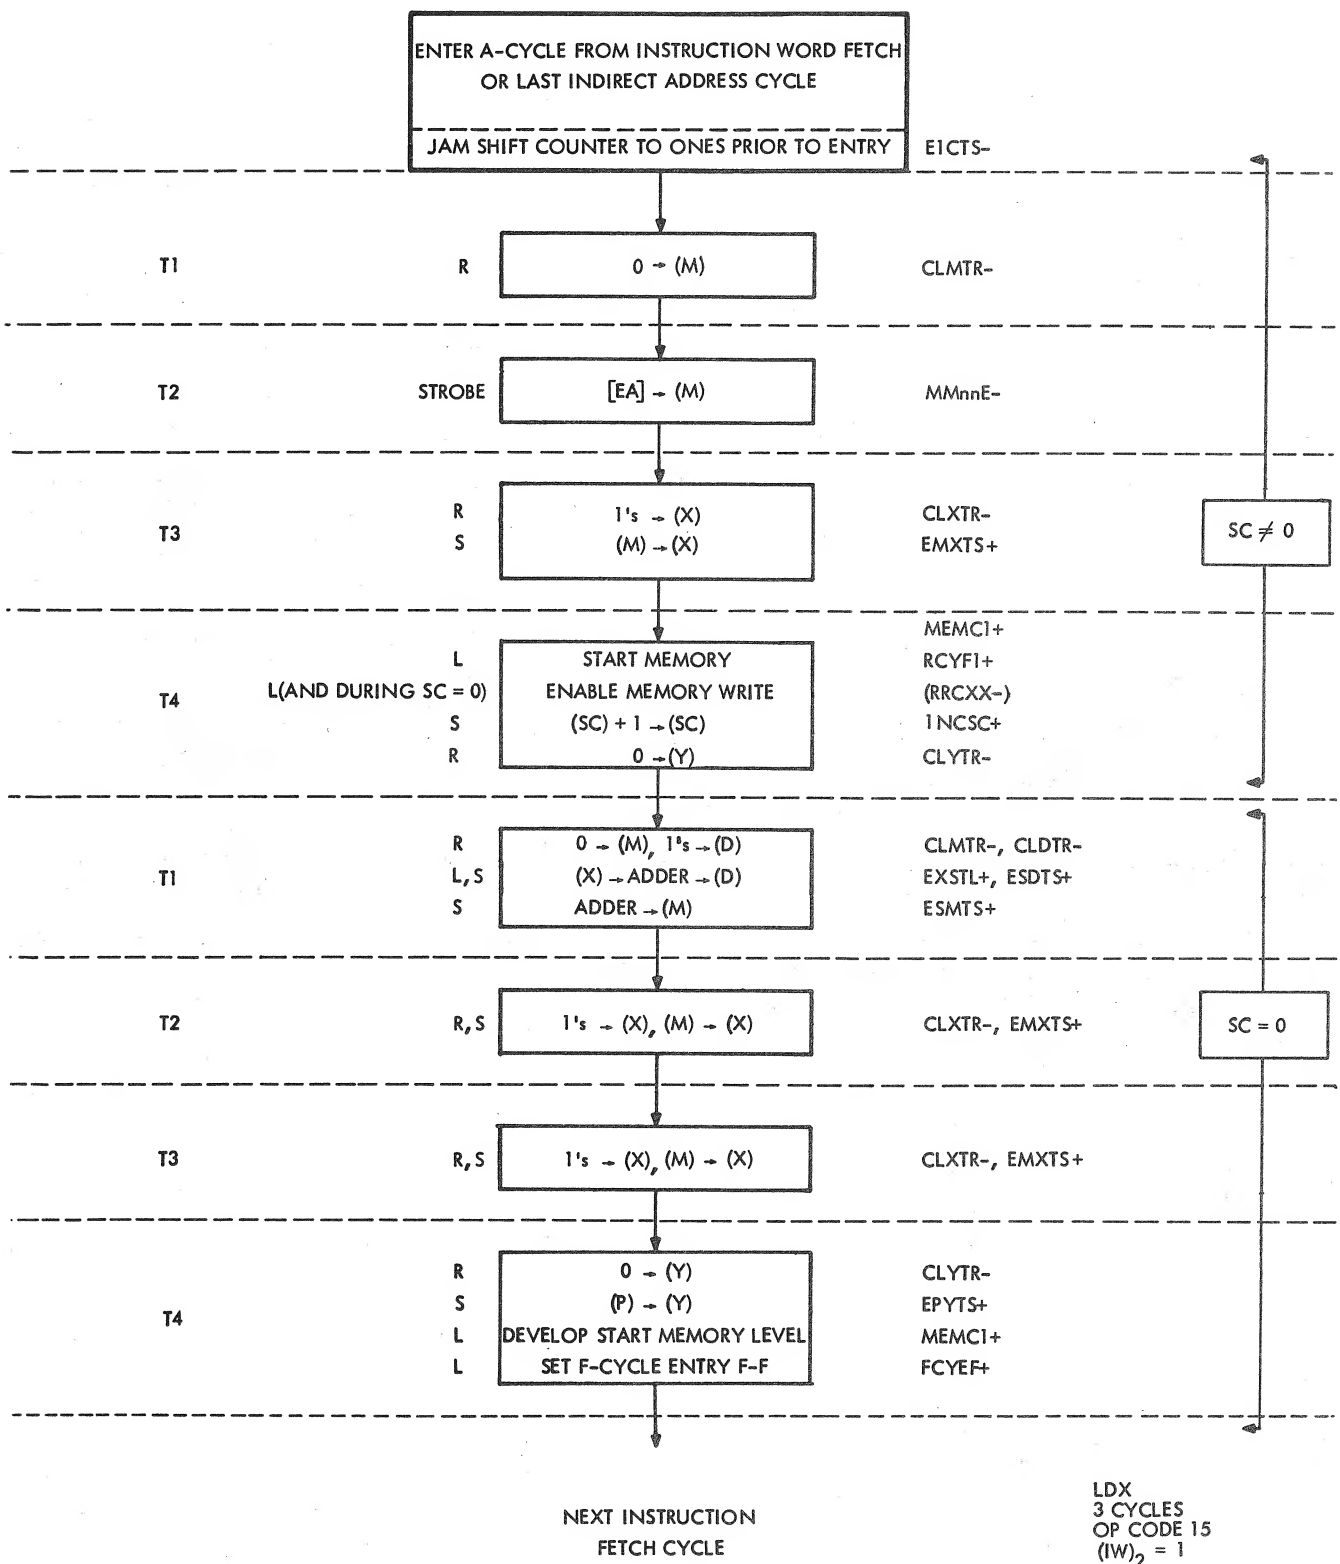 ENTER A-CYCLE FROM INSTRUCTION WORD FETCH
OR LAST INDIRECT ADDRESS CYCLE
JAM SHIFT COUNTER TO ONES PRIOR TO ENTRY E1CTS-
T1 R 0 → (M) CLMTR-
T2 STROBE [EA] → (M) MMnnE-
T3
R 1's → (X) CLXTR-
S (M) → (X) EMXTS+
SC ≠ 0
T4
MEMC1+
L START MEMORY RCYF1+
L(AND DURING SC = 0) ENABLE MEMORY WRITE (RRCXX-)
S (SC) + 1 → (SC) 1NCSC+
R 0 → (Y) CLYTR-
T1
R 0 → (M), 1's → (D) CLMTR-, CLDTR-
L,S (X) → ADDER → (D) EXSTL+, ESDTS+
S ADDER → (M) ESMTS+
T2 R,S 1's → (X), (M) → (X) CLXTR-, EMXTS+
SC = 0
T3 R,S 1's → (X), (M) → (X) CLXTR-, EMXTS+
T4
R 0 → (Y) CLYTR-
S (P) → (Y) EPYTS+
L DEVELOP START MEMORY LEVEL MEMC1+
L SET F-CYCLE ENTRY F-F FCYEF+
NEXT INSTRUCTION
FETCH CYCLE
LDX
3 CYCLES
OP CODE 15
(IW)2 = 1